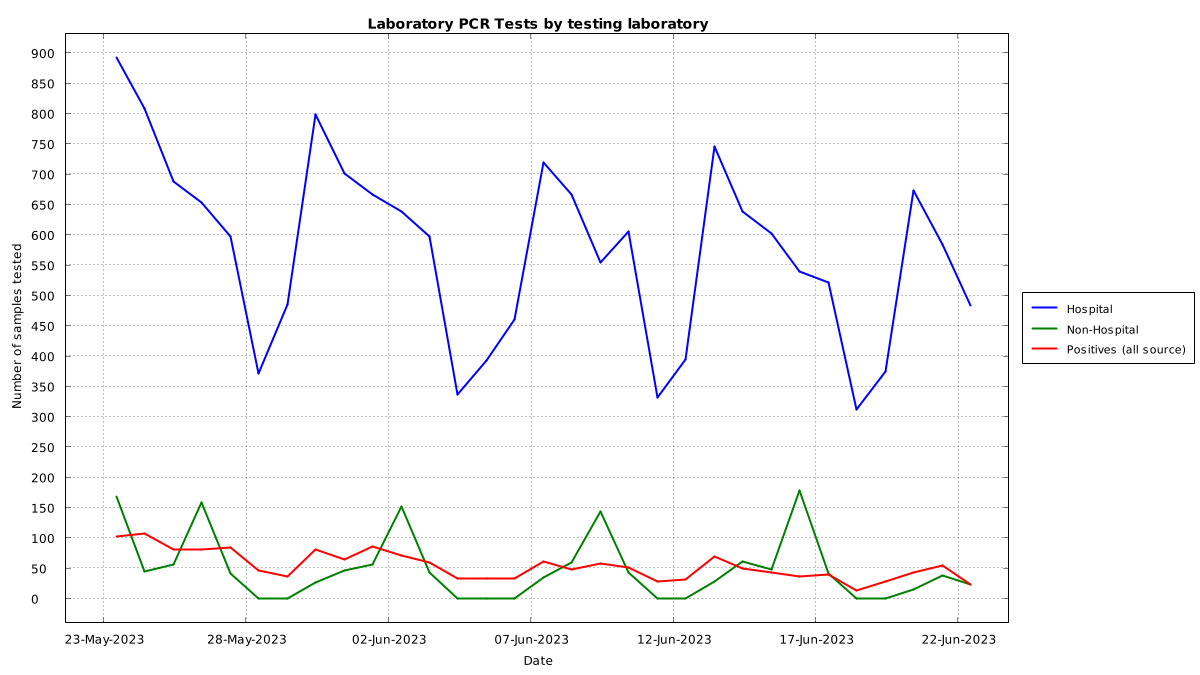 Laboratory PCR Tests by testing laboratory
900
850
800
750
700
650
600
550
500
450
400
350
300
250
200
150
100
50
0
Number of samples tested
23-May-2023
28-May-2023
02-Jun-2023
07-Jun-2023
12-Jun-2023
17-Jun-2023
22-Jun-2023
Date
Hospital
Non-Hospital
Positives (all source)